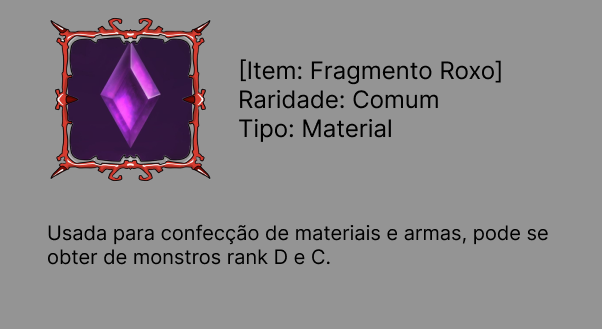 [Item: Fragmento Roxo]
Raridade: Comum
Tipo: Material
Usada para confecção de materiais e armas, pode se
obter de monstros rank D e C.